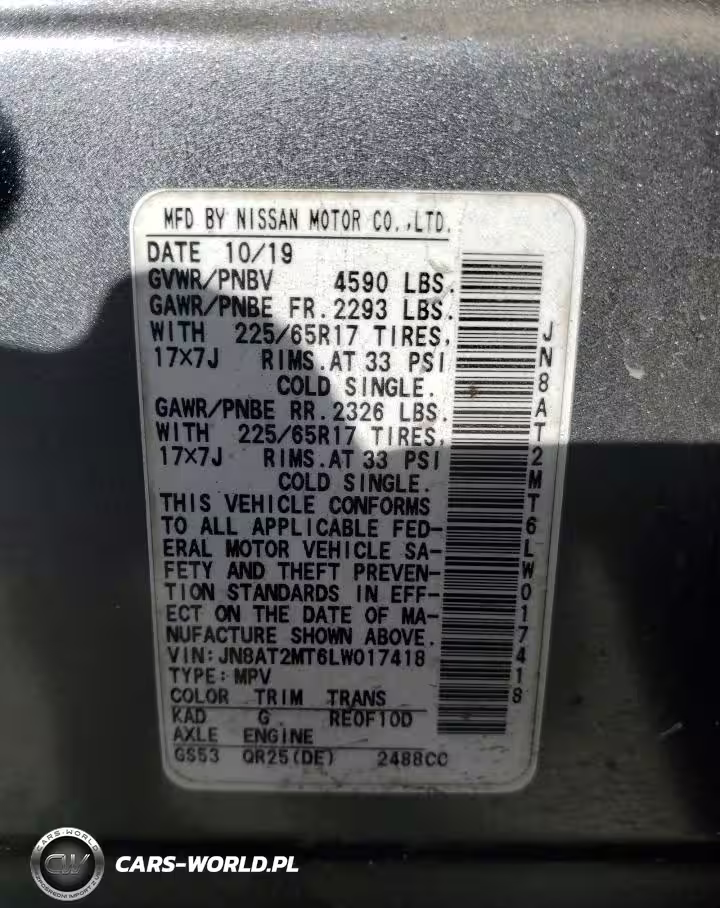 MFD BY NISSAN MOTOR CO.,LTD.
DATE 10/19
GVWR/PNBV 4590 LBS.
GAWR/PNBE FR.2293 LBS.
WITH 225/65R17 TIRES,
17×7J RIMS.AT 33 PSI
COLD SINGLE.
GAWR/PNBE RR.2326 LBS.
WITH 225/65R17 TIRES,
17×7J RIMS.AT 33 PSI
COLD SINGLE.
THIS VEHICLE CONFORMS
TO ALL APPLICABLE FED-
ERAL MOTOR VEHICLE SA-
FETY AND THEFT PREVEN-
TION STANDARDS IN EFF-
ECT ON THE DATE OF MA-
NUFACTURE SHOWN ABOVE.
VIN:JN8AT2MT6LW017418
TYPE:MPV
COLOR TRIM TRANS
KAD G RE0F10D
AXLE ENGINE
GS53 QR25(DE) 2488CC
JN8AT2MT6LW017418
CARS-WORLD
CW
CARS-WORLD.PL